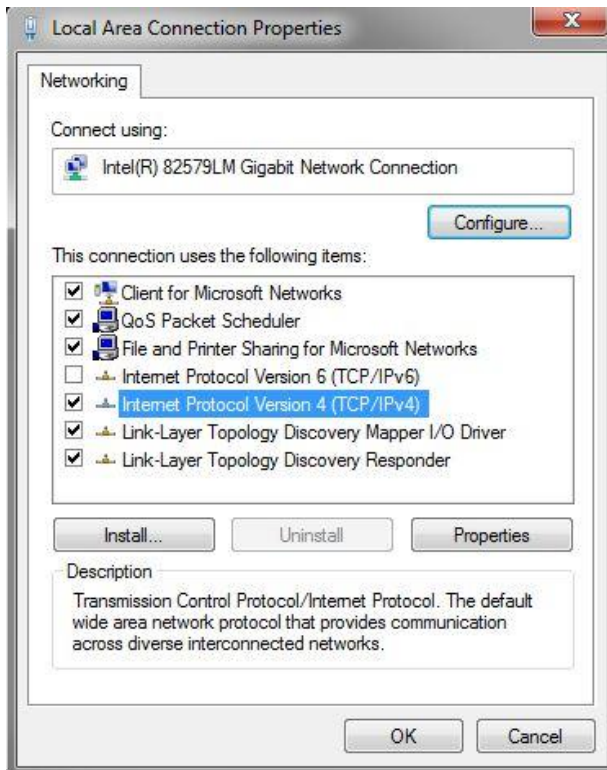 Local Area Connection Properties
Networking
Connect using:
Intel(R) 82579LM Gigabit Network Connection
Configure...
This connection uses the following items:
Client for Microsoft Networks
QoS Packet Scheduler
File and Printer Sharing for Microsoft Networks
Internet Protocol Version 6 (TCP/IPv6)
Internet Protocol Version 4 (TCP/IPv4)
Link-Layer Topology Discovery Mapper I/O Driver
Link-Layer Topology Discovery Responder
Install... Uninstall Properties
Description
Transmission Control Protocol/Internet Protocol. The default
wide area network protocol that provides communication
across diverse interconnected networks.
OK Cancel